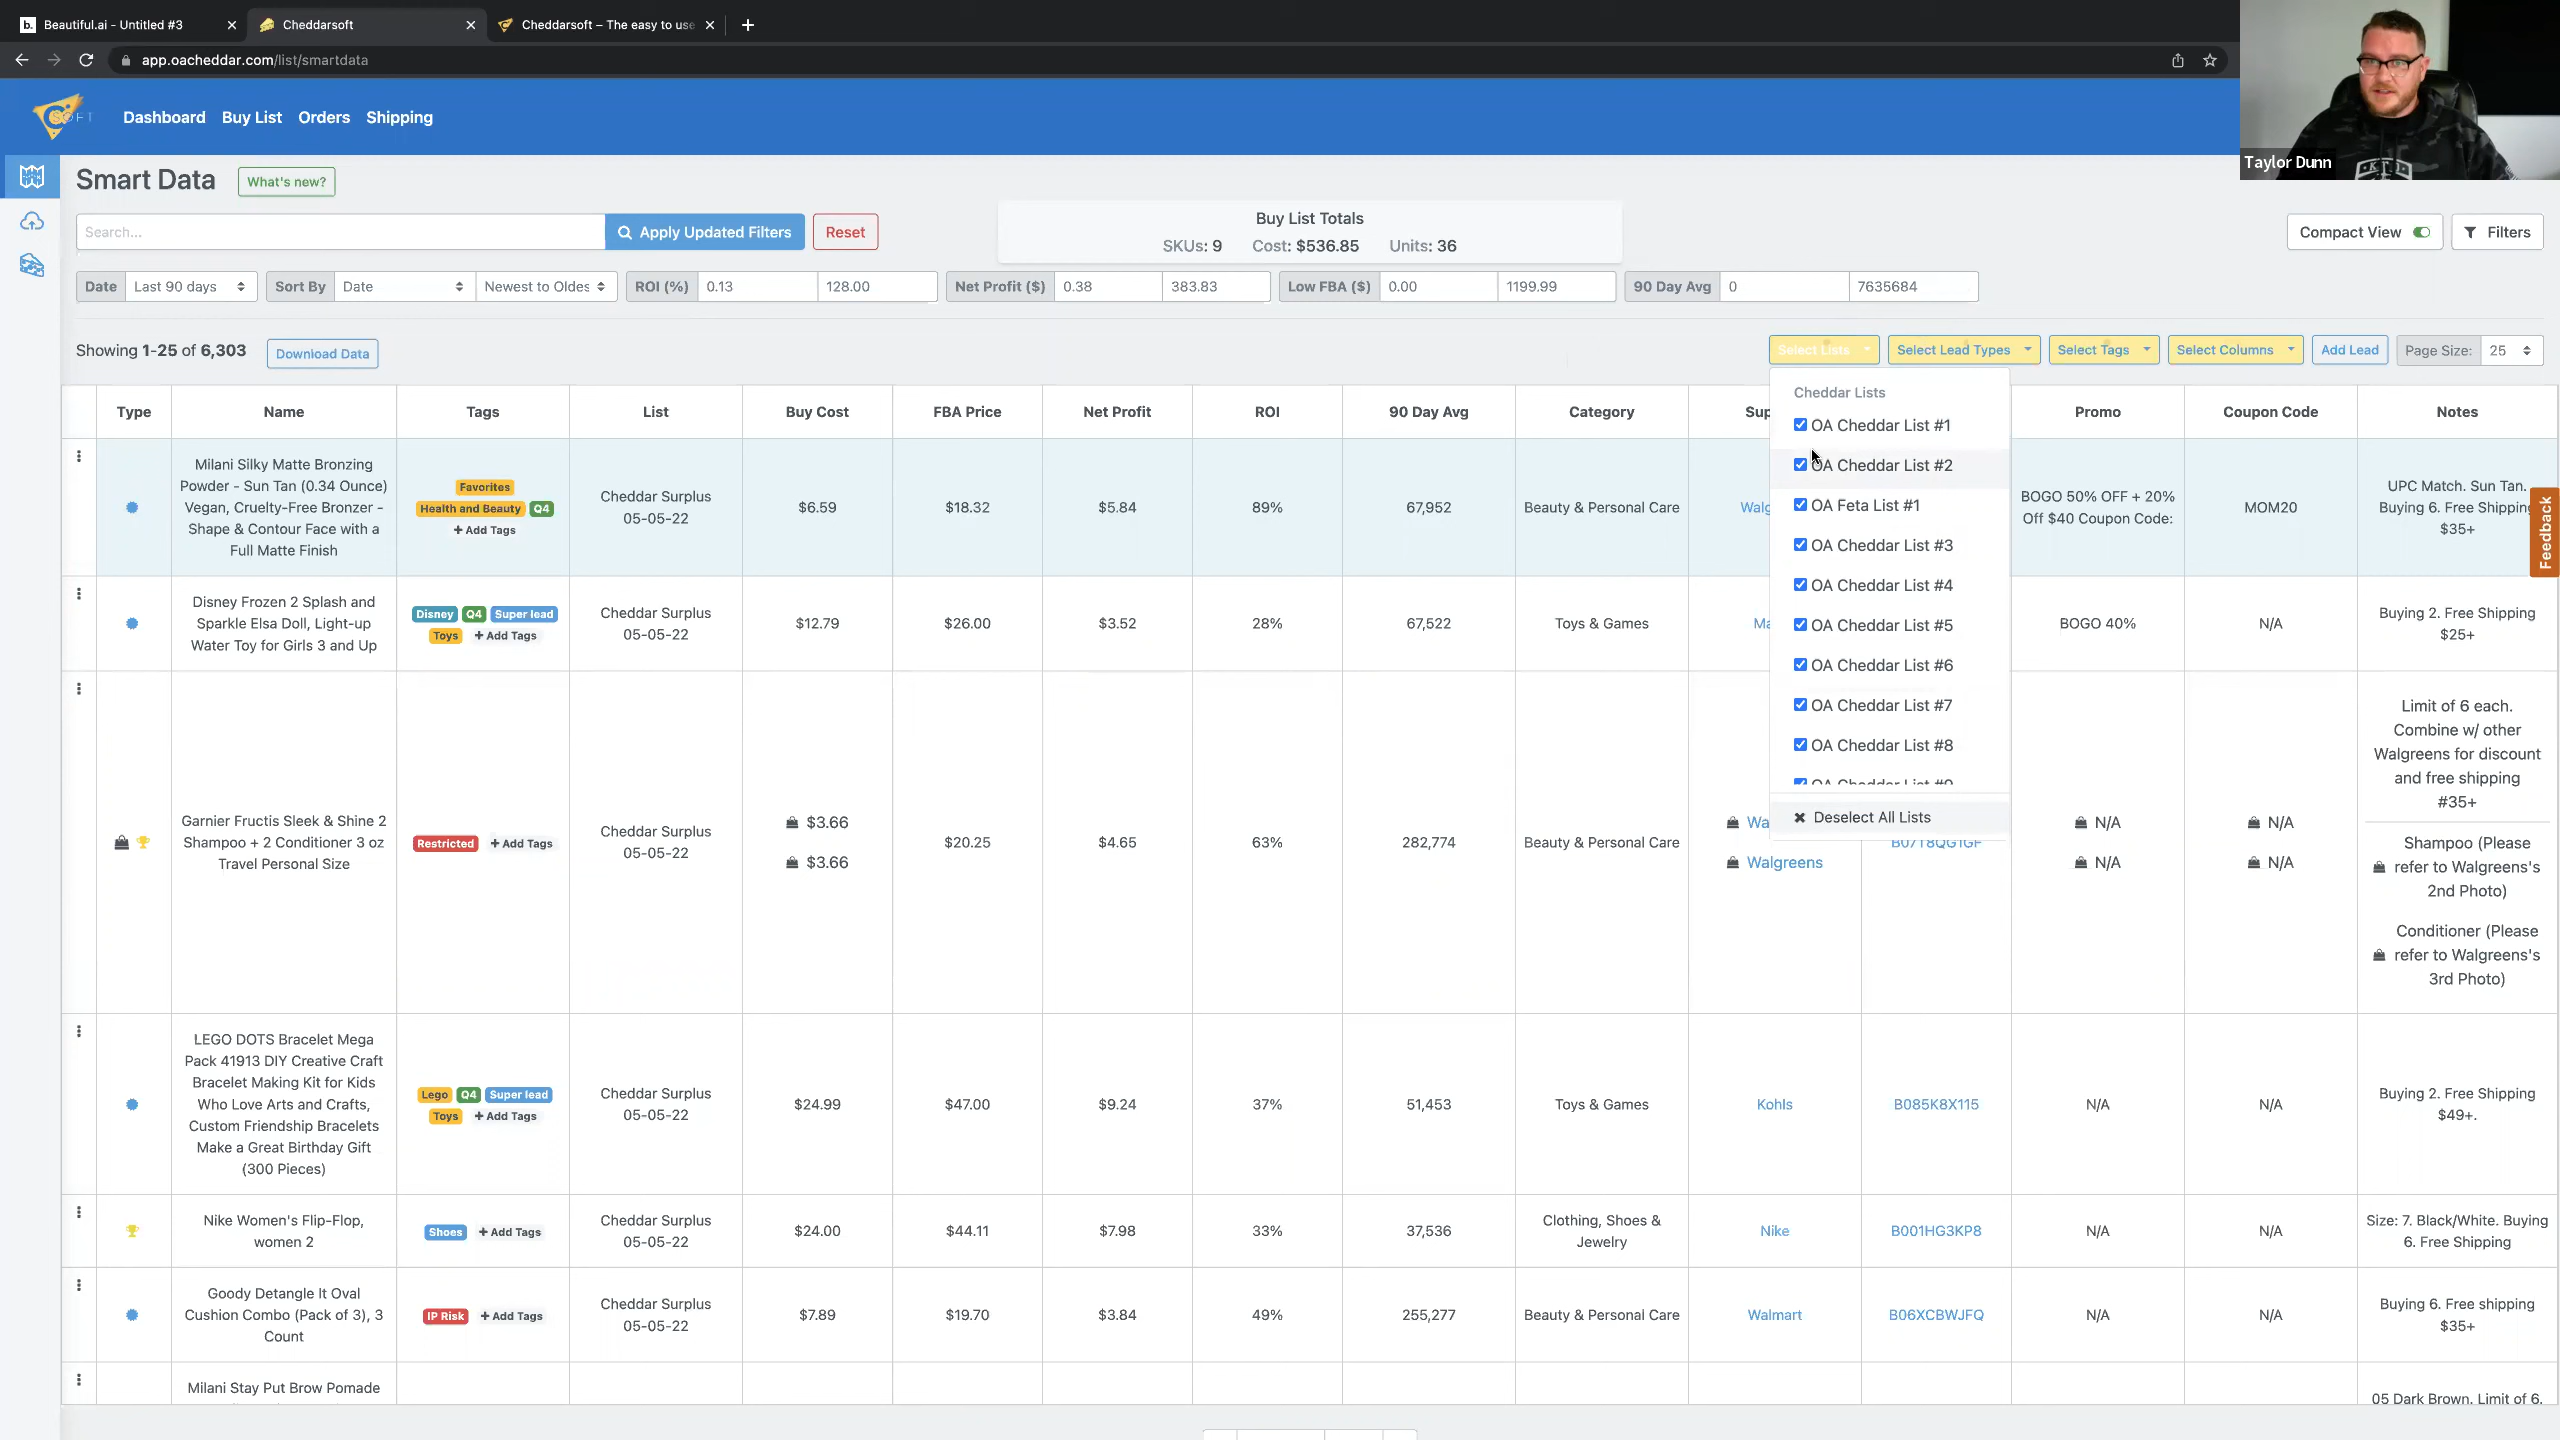 Beautiful.ai - Untitled #3
Cheddarsoft
Cheddarsoft – The easy to use
app.oacheddar.com/list/smartdata
Taylor Dunn
SOFT
Dashboard Buy List Orders Shipping
Smart Data What's new?
Search... Apply Updated Filters Reset
Buy List Totals
SKUs: 9 Cost: $536.85 Units: 36
Compact View Filters
Date Last 90 days Sort By Date Newest to Oldes ROI (%) 0.13 128.00 Net Profit ($) 0.38 383.83 Low FBA ($) 0.00 1199.99 90 Day Avg 0 7635684
Showing 1-25 of 6,303 Download Data
Select Lists Select Lead Types Select Tags Select Columns Add Lead Page Size: 25
Type Name Tags List Buy Cost FBA Price Net Profit ROI 90 Day Avg Category Sup Promo Coupon Code Notes
Cheddar Lists
OA Cheddar List #1
OA Cheddar List #2
OA Feta List #1
OA Cheddar List #3
OA Cheddar List #4
OA Cheddar List #5
OA Cheddar List #6
OA Cheddar List #7
OA Cheddar List #8
OA Cheddar List #9
Deselect All Lists
Milani Silky Matte Bronzing
Powder - Sun Tan (0.34 Ounce)
Vegan, Cruelty-Free Bronzer -
Shape & Contour Face with a
Full Matte Finish
Favorites
Health and Beauty Q4
+ Add Tags
Cheddar Surplus
05-05-22
$6.59 $18.32 $5.84 89% 67,952 Beauty & Personal Care Walg
BOGO 50% OFF + 20%
Off $40 Coupon Code:
MOM20
UPC Match. Sun Tan.
Buying 6. Free Shipping
$35+
Feedback
Disney Frozen 2 Splash and
Sparkle Elsa Doll, Light-up
Water Toy for Girls 3 and Up
Disney Q4 Super lead
Toys + Add Tags
Cheddar Surplus
05-05-22
$12.79 $26.00 $3.52 28% 67,522 Toys & Games Ma BOGO 40% N/A
Buying 2. Free Shipping
$25+
Garnier Fructis Sleek & Shine 2
Shampoo + 2 Conditioner 3 oz
Travel Personal Size
Restricted + Add Tags
Cheddar Surplus
05-05-22
$3.66
$3.66
$20.25 $4.65 63% 282,774 Beauty & Personal Care
Wa
Walgreens
B07T8QG1GF
N/A
N/A
N/A
N/A
Limit of 6 each.
Combine w/ other
Walgreens for discount
and free shipping
#35+
Shampoo (Please
refer to Walgreens's
2nd Photo)
Conditioner (Please
refer to Walgreens's
3rd Photo)
LEGO DOTS Bracelet Mega
Pack 41913 DIY Creative Craft
Bracelet Making Kit for Kids
Who Love Arts and Crafts,
Custom Friendship Bracelets
Make a Great Birthday Gift
(300 Pieces)
Lego Q4 Super lead
Toys + Add Tags
Cheddar Surplus
05-05-22
$24.99 $47.00 $9.24 37% 51,453 Toys & Games Kohls B085K8X115 N/A N/A
Buying 2. Free Shipping
$49+.
Nike Women's Flip-Flop,
women 2
Shoes + Add Tags
Cheddar Surplus
05-05-22
$24.00 $44.11 $7.98 33% 37,536
Clothing, Shoes &
Jewelry
Nike B001HG3KP8 N/A N/A
Size: 7. Black/White. Buying
6. Free Shipping
Goody Detangle It Oval
Cushion Combo (Pack of 3), 3
Count
IP Risk + Add Tags
Cheddar Surplus
05-05-22
$7.89 $19.70 $3.84 49% 255,277 Beauty & Personal Care Walmart B06XCBWJFQ N/A N/A
Buying 6. Free shipping
$35+
Milani Stay Put Brow Pomade
05 Dark Brown. Limit of 6.